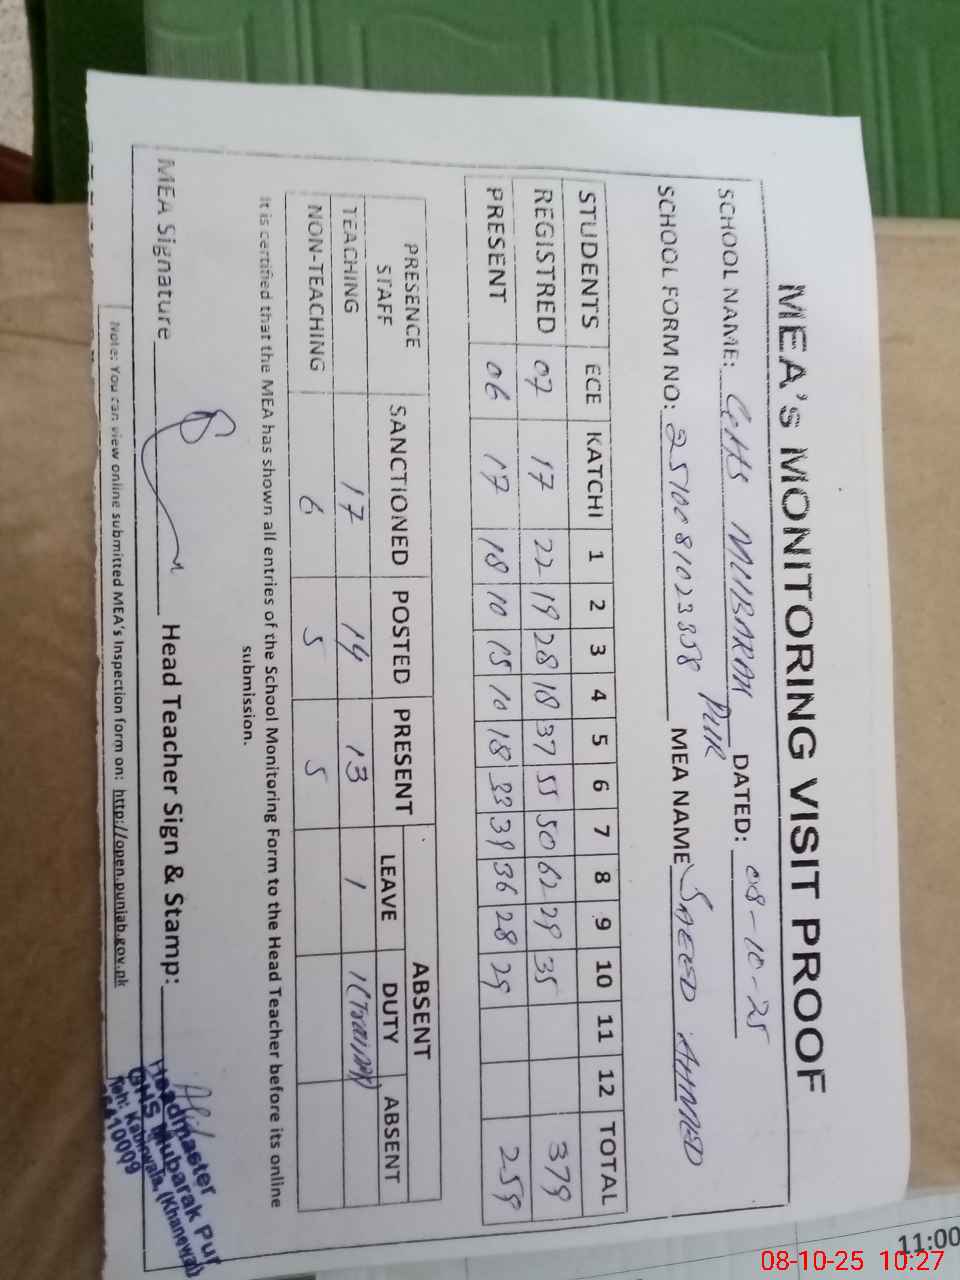 MEA's MONITORING VISIT PROOF
SCHOOL NAME: GHS MUBARAK PUR DATED: 08-10-25
SCHOOL FORM NO: 2510081023358 MEA NAME SAEED AHMED
STUDENTS ECE KATCHI 1 2 3 4 5 6 7 8 9 10 11 12 TOTAL
REGISTRED 07 17 22 19 28 18 37 55 50 62 29 35 379
PRESENT 06 17 18 10 15 10 18 33 39 36 28 29 259
PRESENCE STAFF SANCTIONED POSTED PRESENT ABSENT
LEAVE DUTY ABSENT
TEACHING 17 14 13 1 1(Training)
NON-TEACHING 6 5 5
It is certified that the MEA has shown all entries of the School Monitoring Form to the Head Teacher before its online
submission.
MEA Signature Head Teacher Sign & Stamp:
Headmaster
GHS Mubarak Pur
Teh: Kabirwala, (Khanewal)
Note: You can view online submitted MEA's Inspection form on: http://open.punjab.gov.pk
11:00
08-10-25 10:27